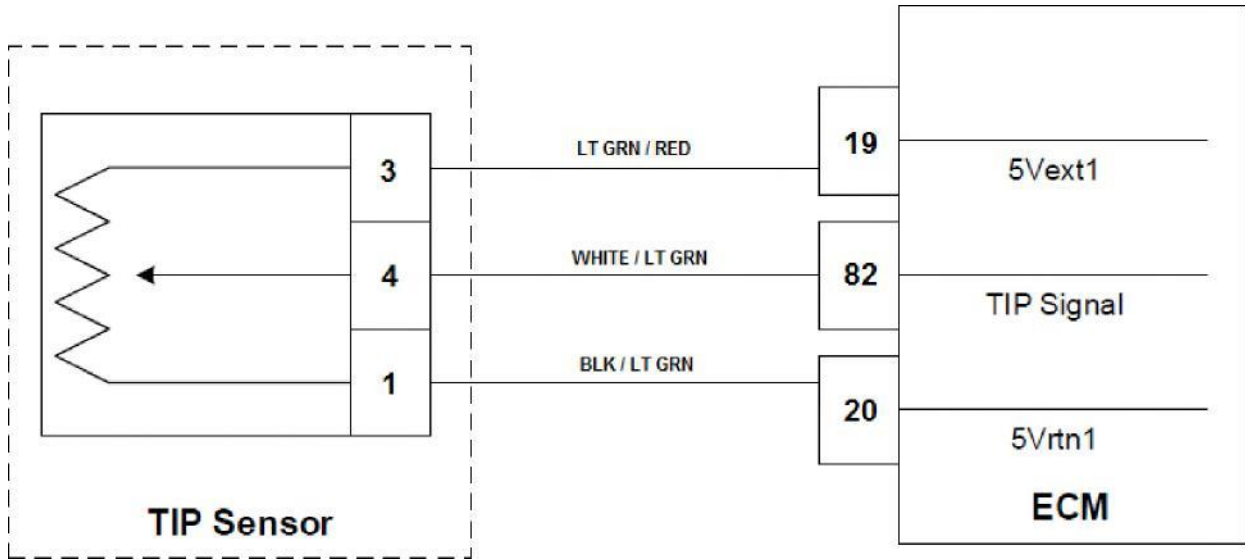 3
LT GRN / RED
19
5Vext1
4
WHITE / LT GRN
82
TIP Signal
1
BLK / LT GRN
20
5Vrtn1
TIP Sensor
ECM